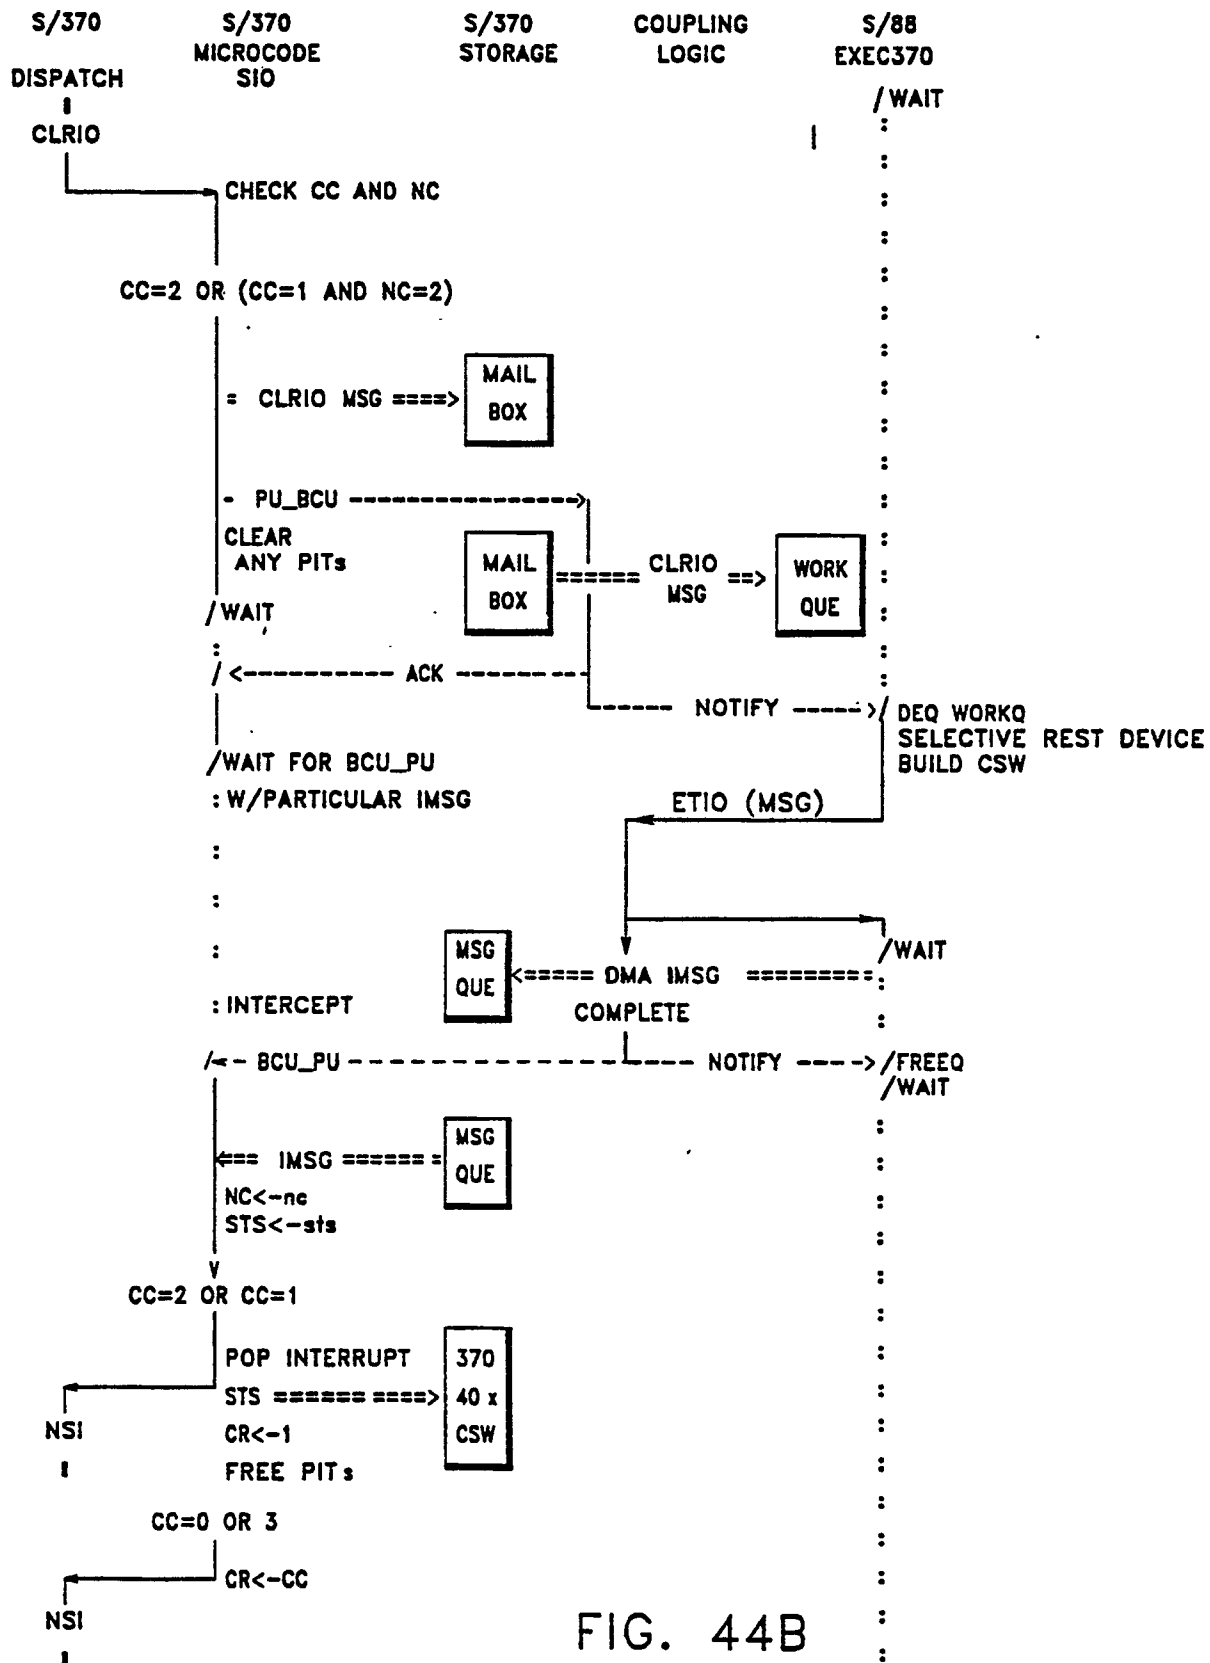 S/370 S/370 S/370 COUPLING S/88
MICROCODE STORAGE LOGIC EXEC370
DISPATCH SIO
/WAIT
CLRIO
CHECK CC AND NC
CC=2 OR (CC=1 AND NC=2)
= CLRIO MSG ====> MAIL
BOX
- PU_BCU ------------------>
CLEAR
ANY PITs
MAIL ====== CLRIO ==> WORK
BOX MSG QUE
/WAIT
:
/<---------- ACK --------
----- NOTIFY -----> / DEQ WORKQ
SELECTIVE REST DEVICE
BUILD CSW
/WAIT FOR BCU_PU
: W/PARTICULAR IMSG
ETIO (MSG)
/WAIT
MSG <===== DMA IMSG =========
QUE COMPLETE
: INTERCEPT
/<- BCU_PU ------------- ----- NOTIFY ----> /FREEQ
/WAIT
<=== IMSG ======= MSG
QUE
NC<-nc
STS<-sts
CC=2 OR CC=1
POP INTERRUPT 370
STS ====== ====> 40 x
NSI CR<-1 CSW
FREE PITs
CC=0 OR 3
CR<-CC
NSI
FIG. 44B